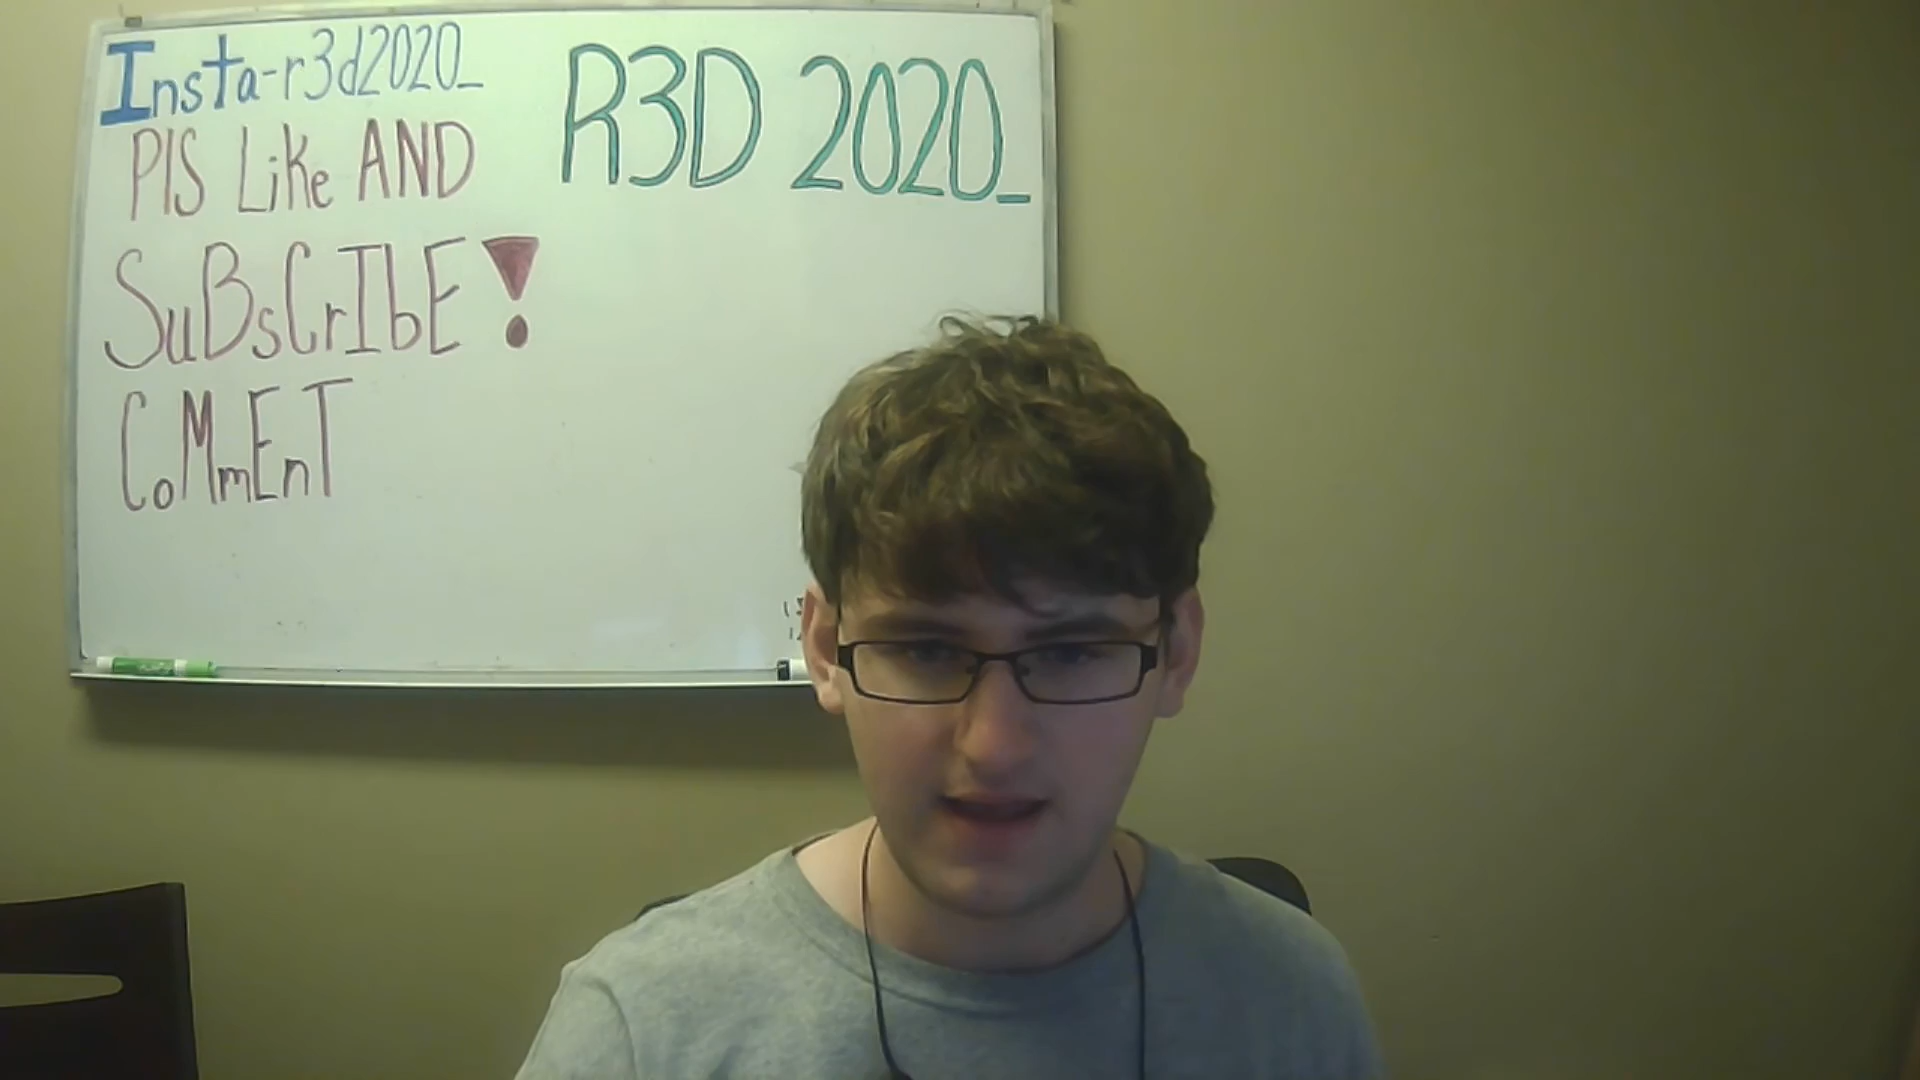 Insta-r3d2020_
R3D 2020_
Pls Like AND
SuBsCrIbE!
CoMmEnT